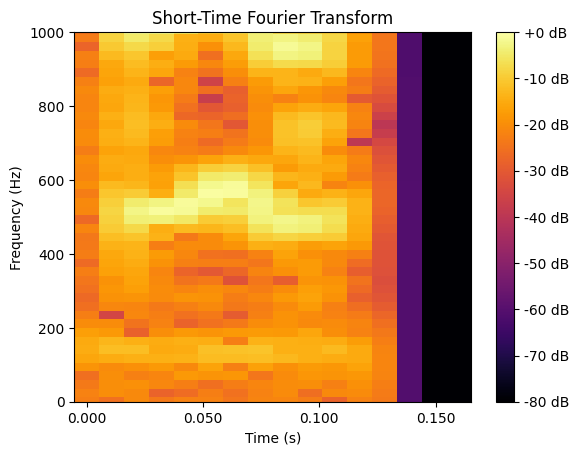 Short-Time Fourier Transform
Frequency (Hz)
1000
800
600
400
200
0
0.000
0.050
0.100
0.150
Time (s)
+0 dB
-10 dB
-20 dB
-30 dB
-40 dB
-50 dB
-60 dB
-70 dB
-80 dB